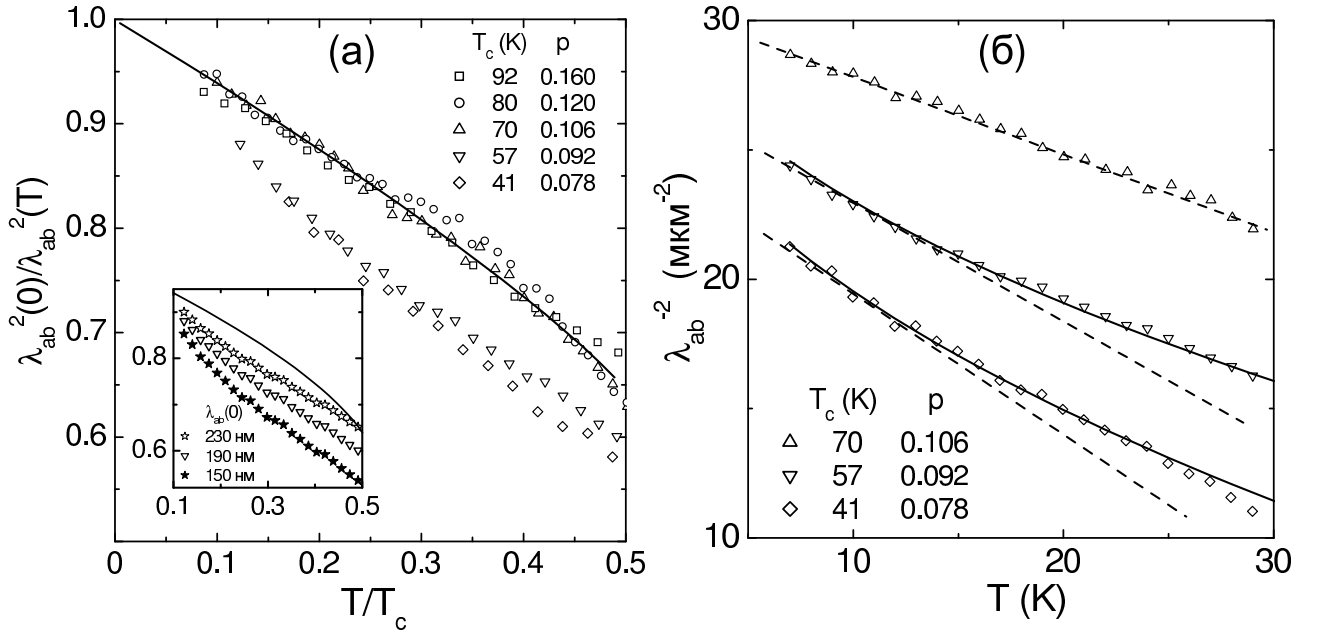 (а)
T_c (K) p
92 0.160
80 0.120
70 0.106
57 0.092
41 0.078
1.0
0.9
0.8
0.7
0.6
λ_ab^2(0)/λ_ab^2(T)
0 0.1 0.2 0.3 0.4 0.5
T/T_c
0.8
0.6
λ_ab(0)
230 нм
190 нм
150 нм
0.1 0.3 0.5
(б)
30
20
10
λ_ab^-2 (мкм^-2)
T_c (K) p
70 0.106
57 0.092
41 0.078
10 20 30
T (K)